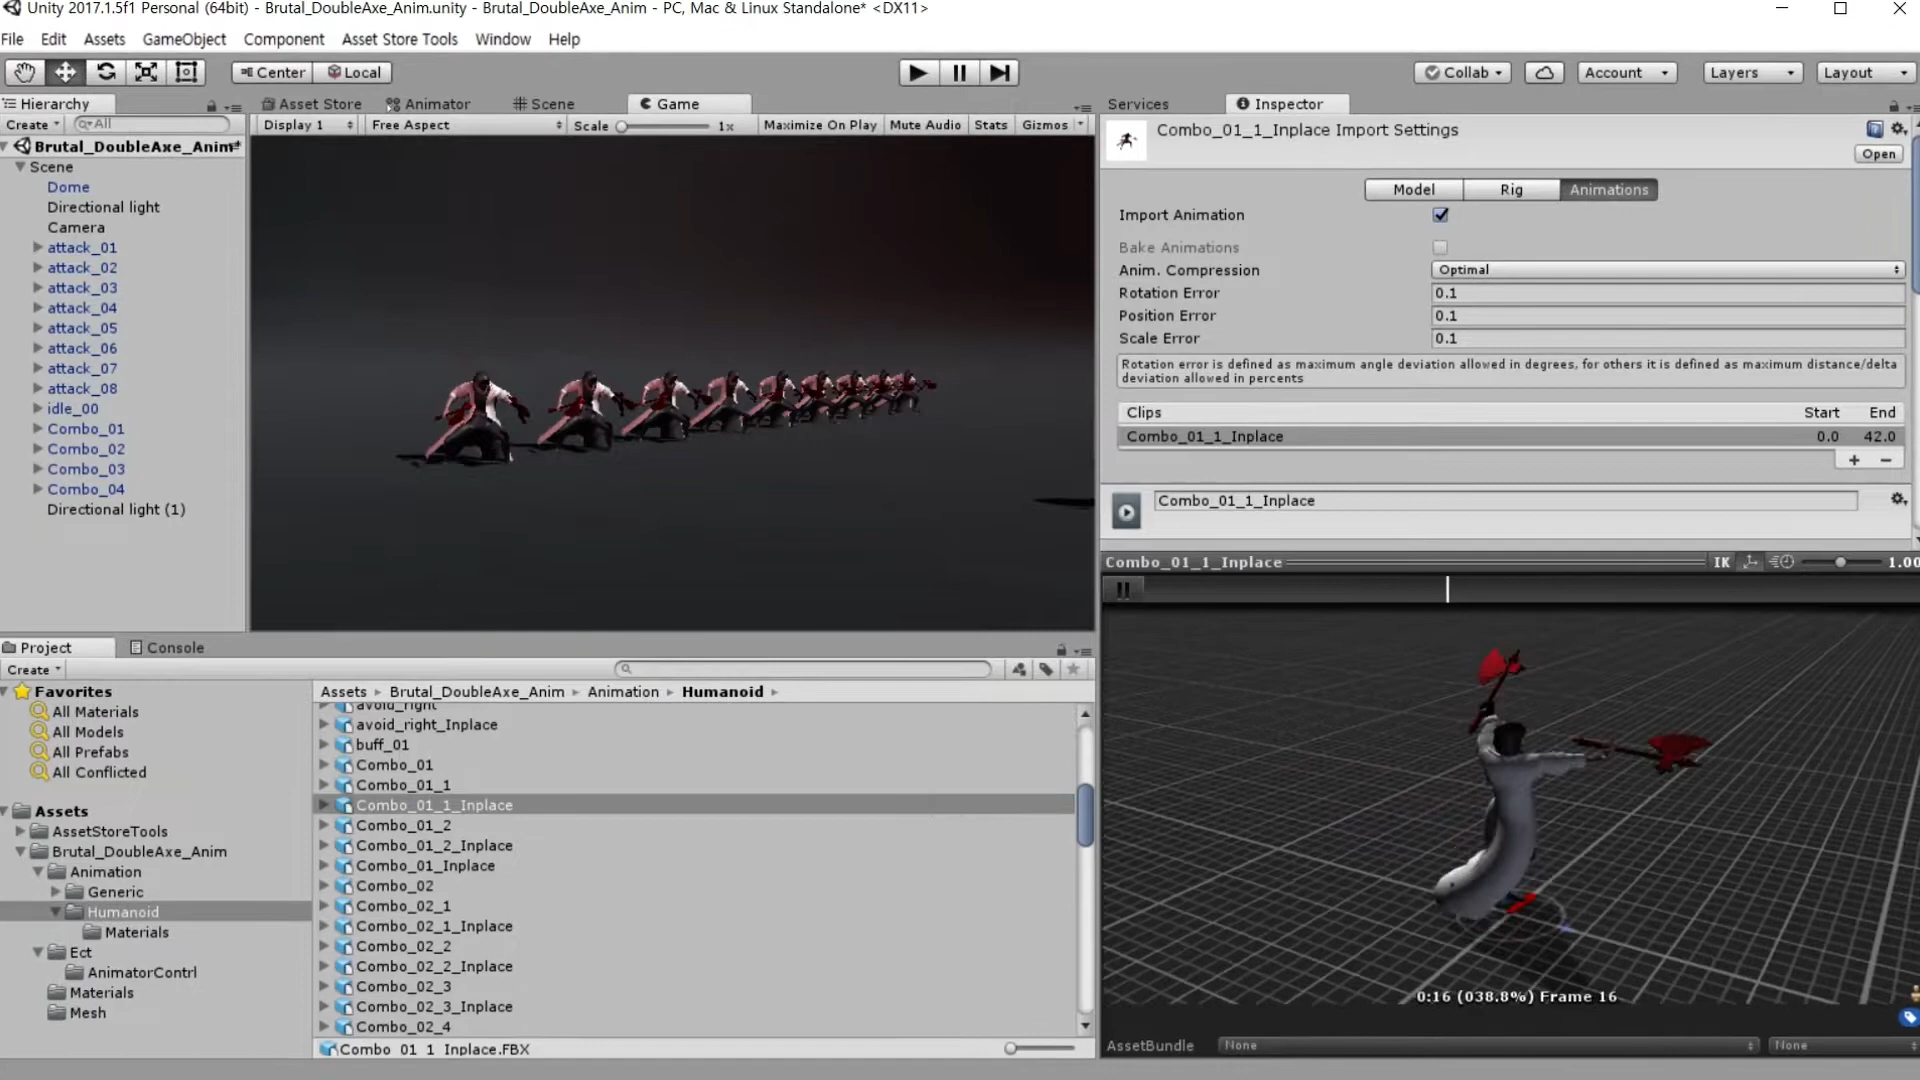 Unity 2017.1.5f1 Personal (64bit) - Brutal_DoubleAxe_Anim.unity - Brutal_DoubleAxe_Anim - PC, Mac & Linux Standalone* <DX11>
File Edit Assets GameObject Component Asset Store Tools Window Help
Center Local Collab Account Layers Layout
Hierarchy
Create All
Brutal_DoubleAxe_Anim*
Scene
Dome
Directional light
Camera
attack_01
attack_02
attack_03
attack_04
attack_05
attack_06
attack_07
attack_08
idle_00
Combo_01
Combo_02
Combo_03
Combo_04
Directional light (1)
Asset Store Animator Scene Game
Display 1 Free Aspect Scale 1x Maximize On Play Mute Audio Stats Gizmos
Services Inspector
Combo_01_1_Inplace Import Settings
Open
Model Rig Animations
Import Animation
Bake Animations
Anim. Compression Optimal
Rotation Error 0.1
Position Error 0.1
Scale Error 0.1
Rotation error is defined as maximum angle deviation allowed in degrees, for others it is defined as maximum distance/delta
deviation allowed in percents
Clips Start End
Combo_01_1_Inplace 0.0 42.0
+ −
Combo_01_1_Inplace
Combo_01_1_Inplace IK 1.00
0:16 (038.8%) Frame 16
AssetBundle None None
Project Console
Create
Favorites
All Materials
All Models
All Prefabs
All Conflicted
Assets
AssetStoreTools
Brutal_DoubleAxe_Anim
Animation
Generic
Humanoid
Materials
Ect
AnimatorContrl
Materials
Mesh
Assets Brutal_DoubleAxe_Anim Animation Humanoid
avoid_right
avoid_right_Inplace
buff_01
Combo_01
Combo_01_1
Combo_01_1_Inplace
Combo_01_2
Combo_01_2_Inplace
Combo_01_Inplace
Combo_02
Combo_02_1
Combo_02_1_Inplace
Combo_02_2
Combo_02_2_Inplace
Combo_02_3
Combo_02_3_Inplace
Combo_02_4
Combo_01_1_Inplace.FBX